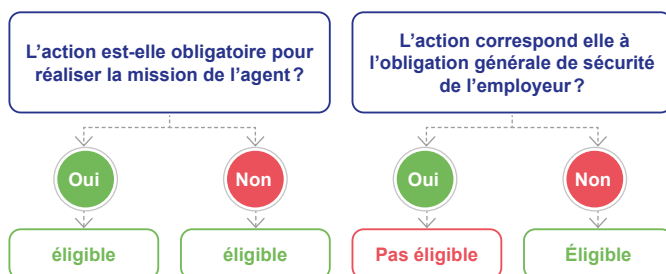 L'action est-elle obligatoire pour
réaliser la mission de l'agent ?
L'action correspond elle à
l'obligation générale de sécurité
de l'employeur ?
Oui
Non
Oui
Non
éligible
éligible
Pas éligible
Éligible